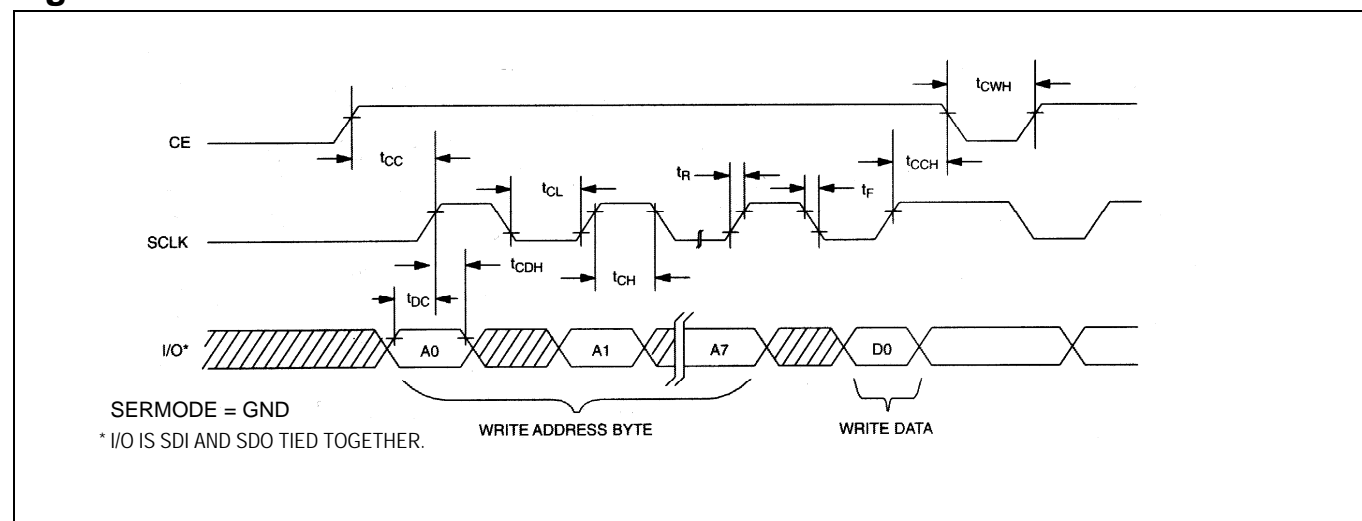 tCWH
CE
tCC
tCCH
tR
tCL
tF
SCLK
tCDH
tCH
tDC
I/O*
A0
A1
A7
D0
SERMODE = GND
WRITE ADDRESS BYTE
WRITE DATA
* I/O IS SDI AND SDO TIED TOGETHER.